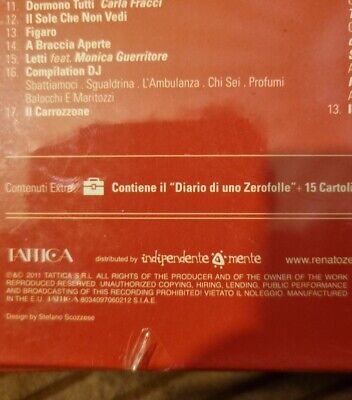 11. Dormono Tutti Carla Fracci
12. Il Sole Che Non Vedi
13. Figaro
14. A Braccia Aperte
15. Letti feat. Monica Guerritore
16. Compilation DJ
Sbattiamoci . Sgualdrina . L'Ambulanza . Chi Sei . Profumi
Balocchi E Maritozzi
17. Il Carrozzone
13.
Contenuti Extra: Contiene il "Diario di uno Zerofolle" + 15 Cartoli
TATTICA distributed by indipendente mente www.renatoze
℗&© 2011 TATTICA S.R.L. ALL RIGHTS OF THE PRODUCER AND OF THE OWNER OF THE WORK
REPRODUCED RESERVED. UNAUTHORIZED COPYING, HIRING, LENDING, PUBLIC PERFORMANCE
AND BROADCASTING OF THIS RECORDING PROHIBITED! VIETATO IL NOLEGGIO. MANUFACTURED
IN THE E.U. TATTICA 8034097060212 S.I.A.E.
Design by Stefano Scozzese